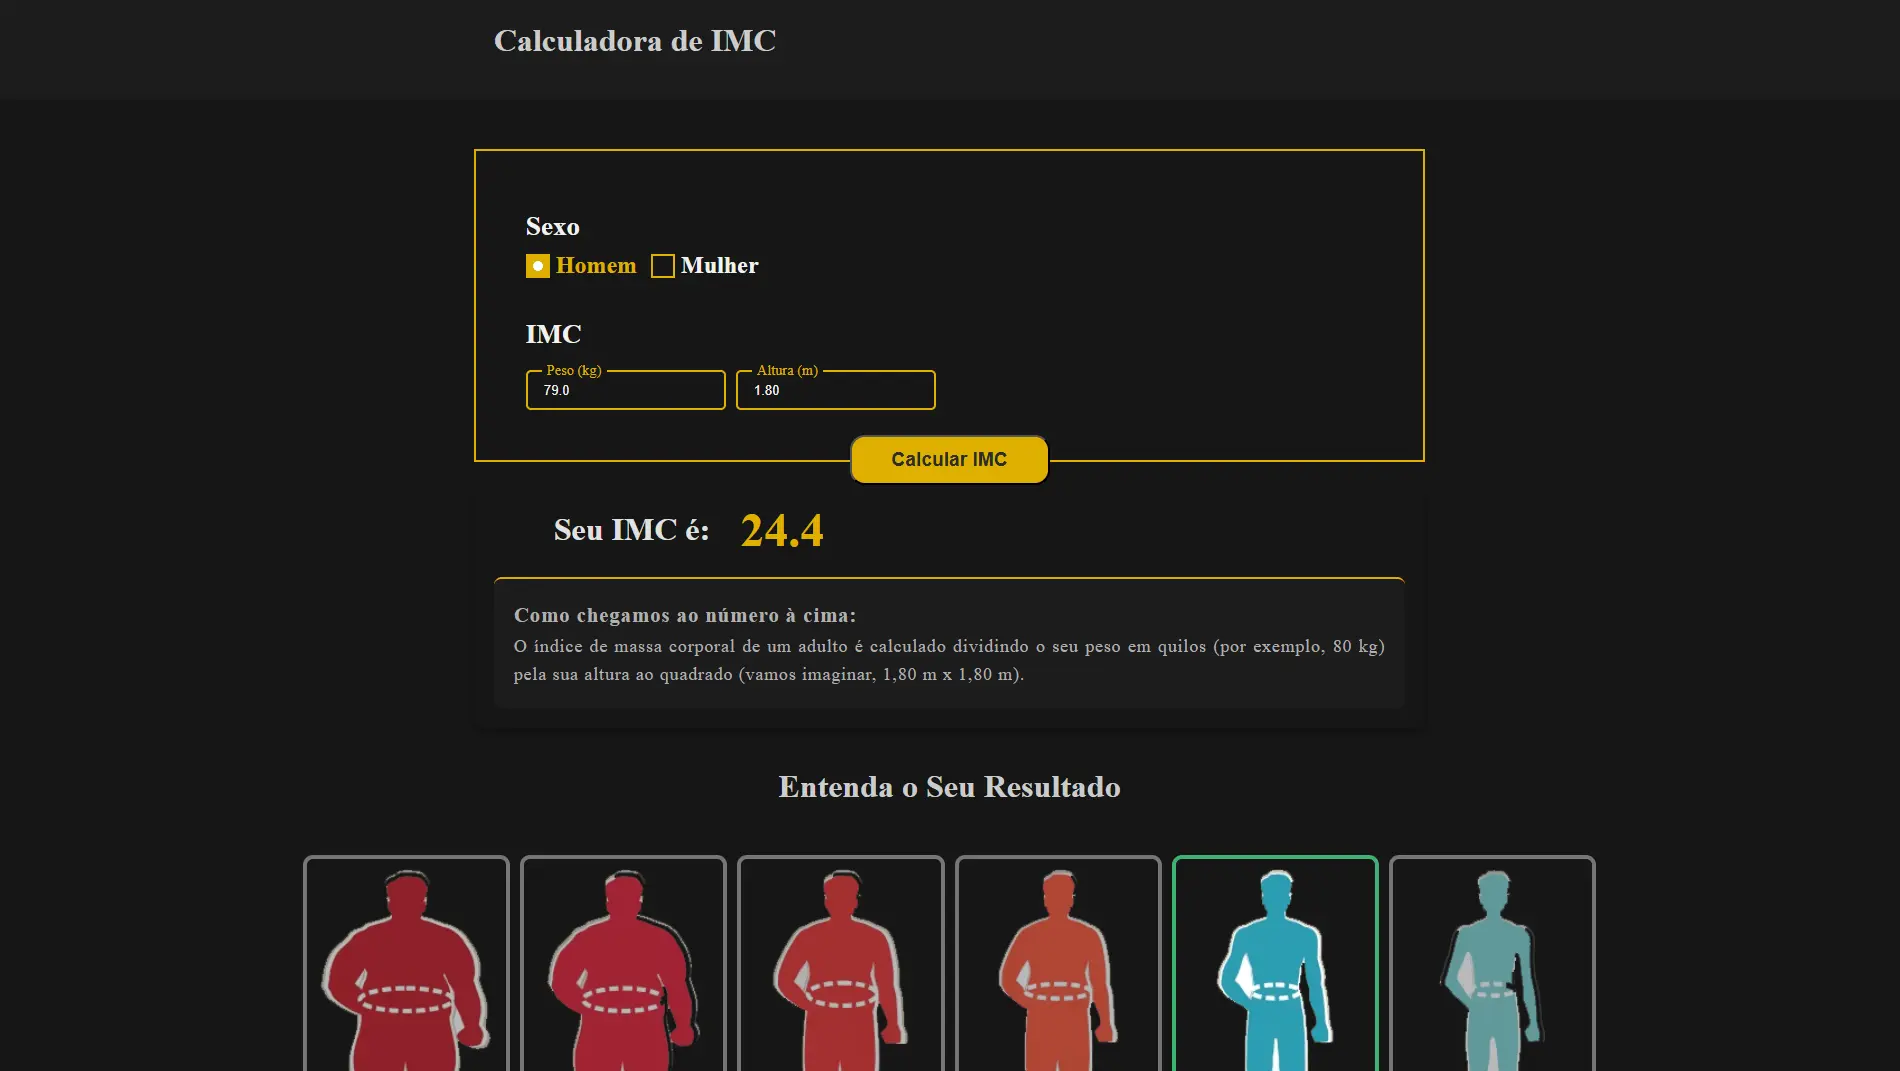 Calculadora de IMC
Sexo
Homem Mulher
IMC
Peso (kg) Altura (m)
79.0 1.80
Calcular IMC
Seu IMC é: 24.4
Como chegamos ao número à cima:
O índice de massa corporal de um adulto é calculado dividindo o seu peso em quilos (por exemplo, 80 kg)
pela sua altura ao quadrado (vamos imaginar, 1,80 m x 1,80 m).
Entenda o Seu Resultado